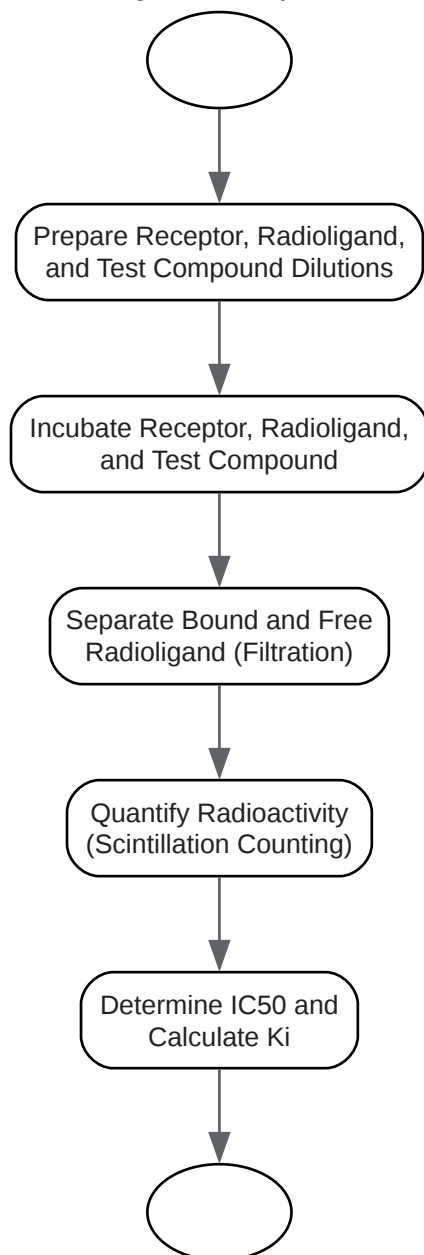 Prepare Receptor, Radioligand,
and Test Compound Dilutions
Incubate Receptor, Radioligand,
and Test Compound
Separate Bound and Free
Radioligand (Filtration)
Quantify Radioactivity
(Scintillation Counting)
Determine IC50 and
Calculate Ki